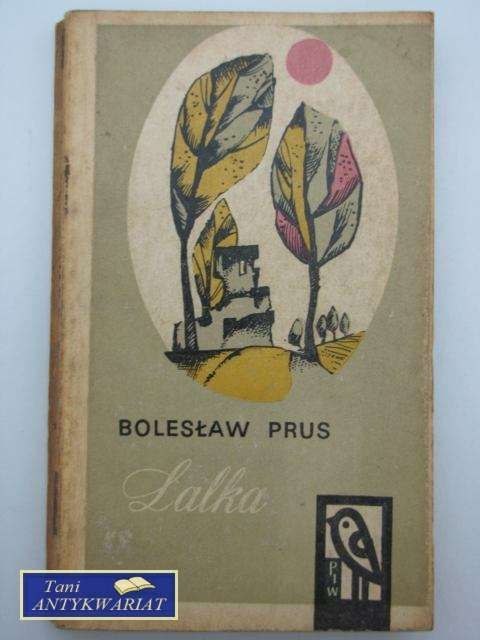 BOLESŁAW PRUS
Lalka
PIW
Tani
ANTYKWARIAT